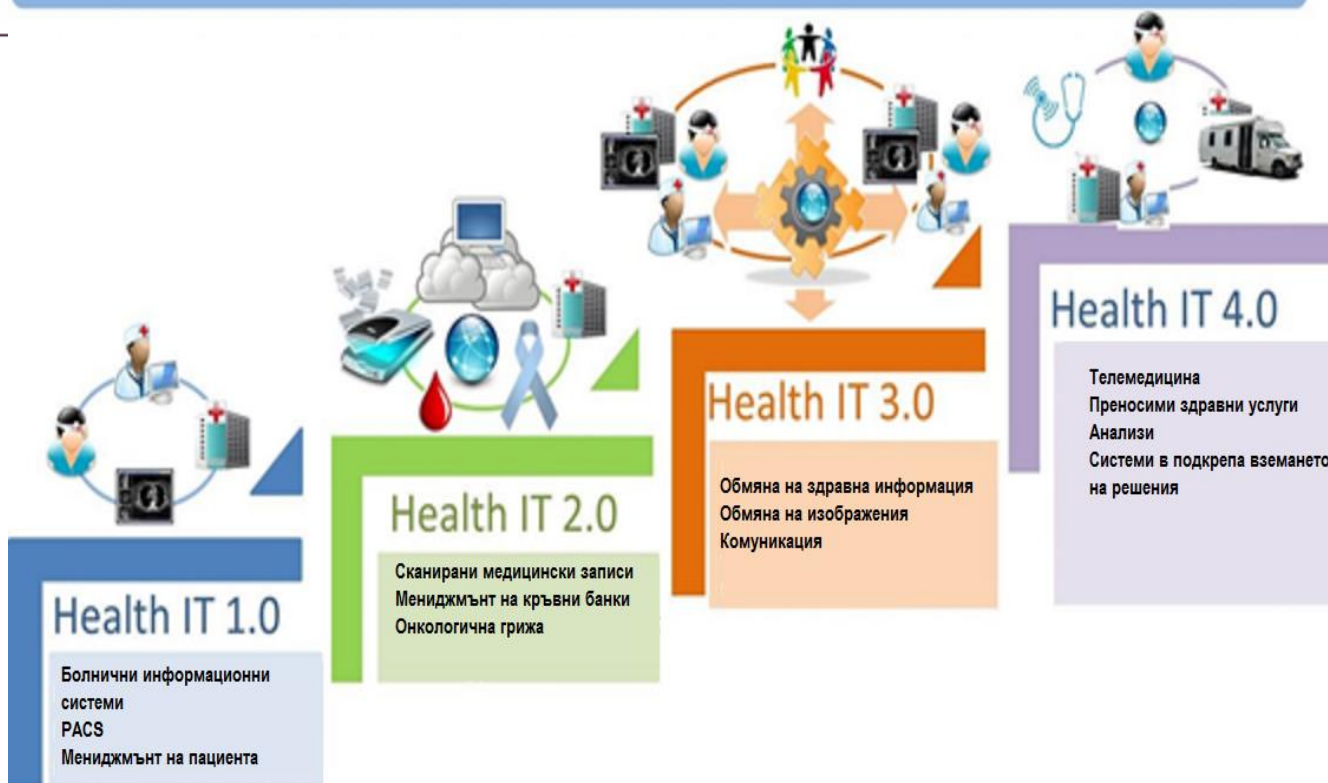 Health IT 1.0
Болнични информационни
системи
PACS
Мениджмънт на пациента
Health IT 2.0
Сканирани медицински записи
Мениджмънт на кръвни банки
Онкологична грижа
Health IT 3.0
Обмяна на здравна информация
Обмяна на изображения
Комуникация
Health IT 4.0
Телемедицина
Преносими здравни услуги
Анализи
Системи в подкрепа вземането
на решения